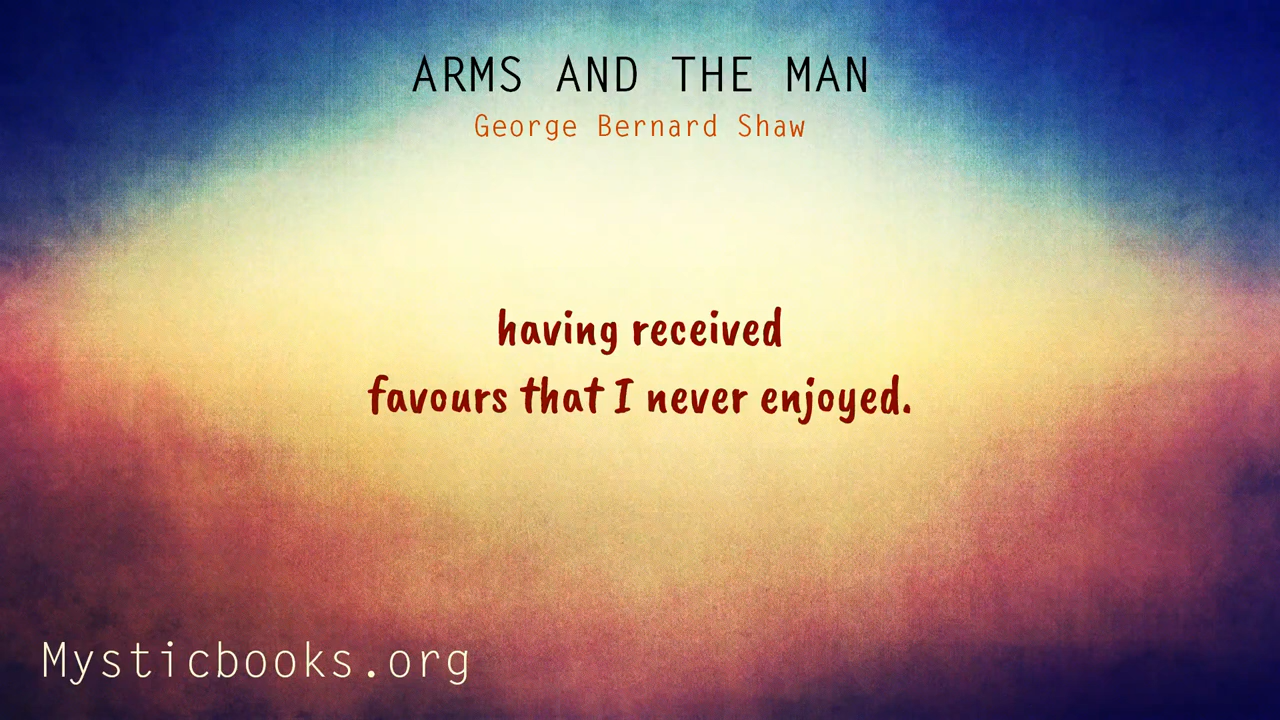 ARMS AND THE MAN
George Bernard Shaw
having received
favours that I never enjoyed.
Mysticbooks.org